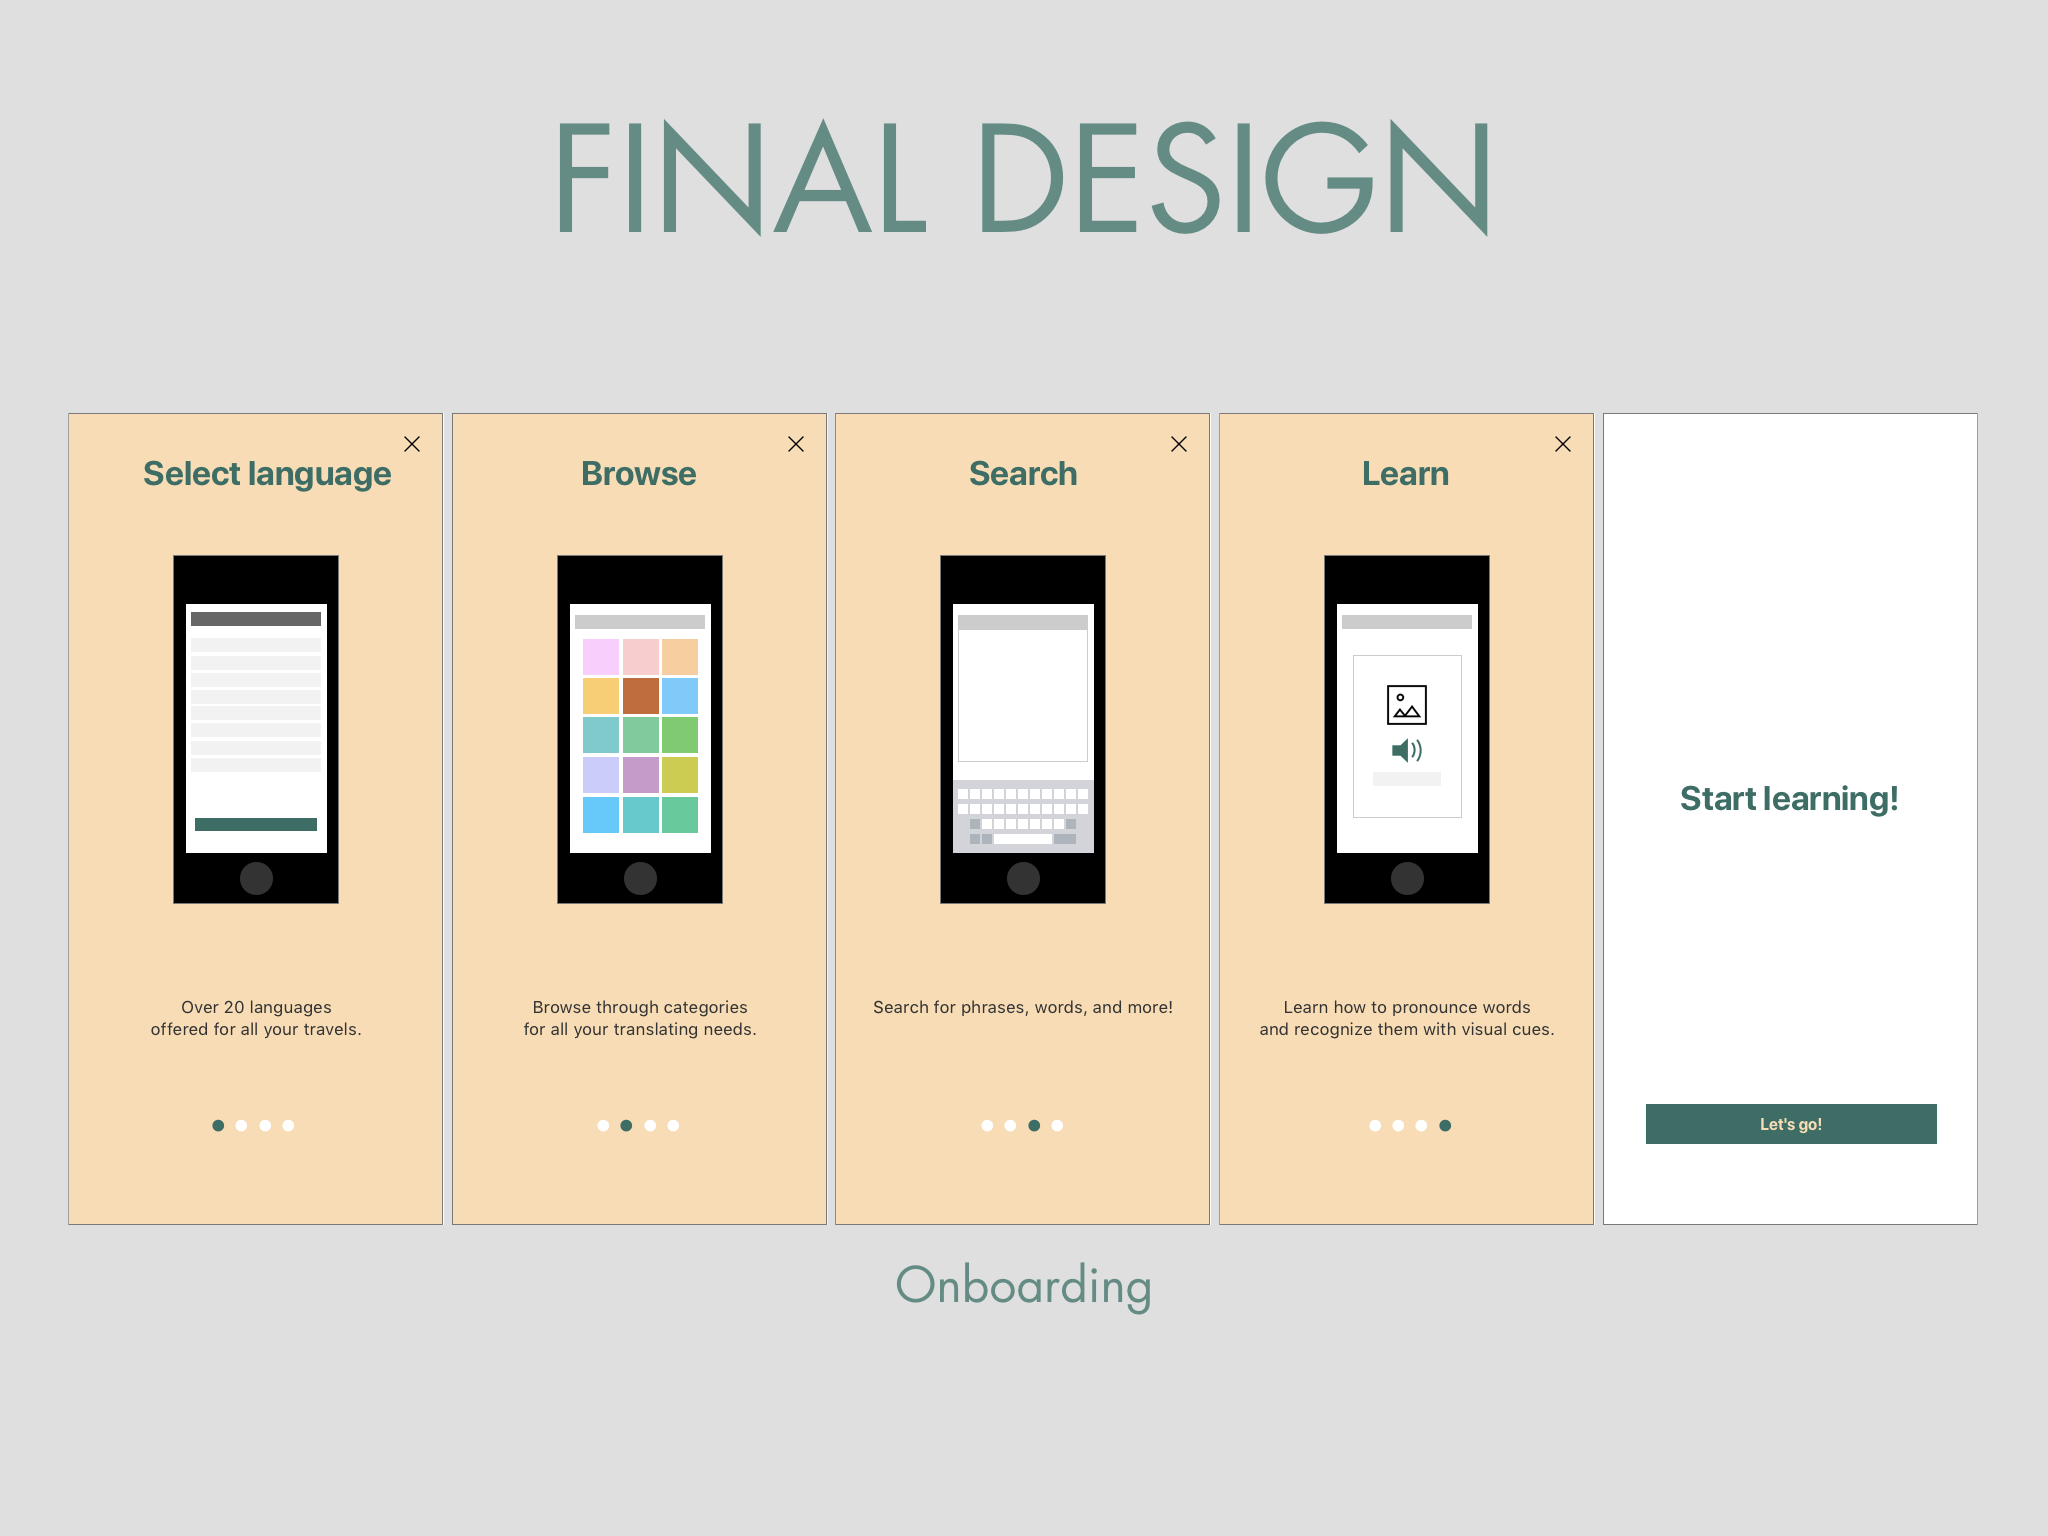 FINAL DESIGN
Select language
Over 20 languages
offered for all your travels.
Browse
Browse through categories
for all your translating needs.
Search
Search for phrases, words, and more!
Learn
Learn how to pronounce words
and recognize them with visual cues.
Start learning!
Let's go!
Onboarding